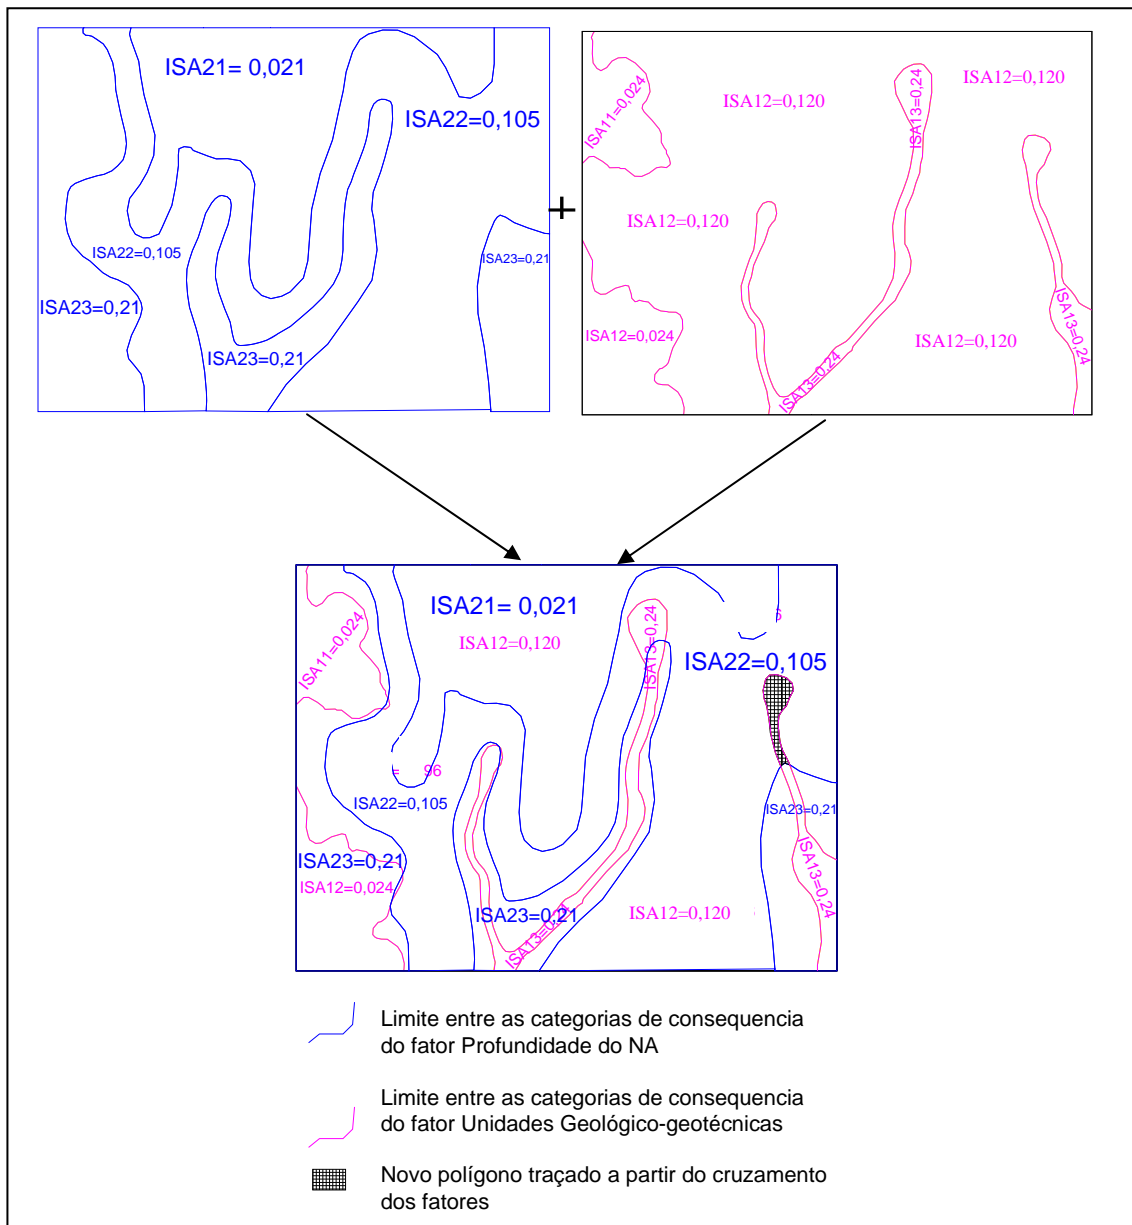 ISA21= 0,021
ISA22=0,105
ISA22=0,105
ISA23=0,21
ISA23=0,21
ISA23=0,21
+
ISA11=0,024
ISA12=0,120
ISA13=0,24
ISA12=0,120
ISA12=0,120
ISA12=0,024
ISA12=0,120
ISA13=0,24
ISA13=0,24
ISA21= 0,021
ISA12=0,120
ISA11=0,024
ISA13=0,24
ISA22=0,105
= 96
ISA22=0,105
ISA23=0,21
ISA23=0,21
ISA12=0,024
ISA23=0,21
ISA13=0,24
ISA12=0,120
ISA13=0,24
Limite entre as categorias de consequencia
do fator Profundidade do NA
Limite entre as categorias de consequencia
do fator Unidades Geológico-geotécnicas
Novo polígono traçado a partir do cruzamento
dos fatores